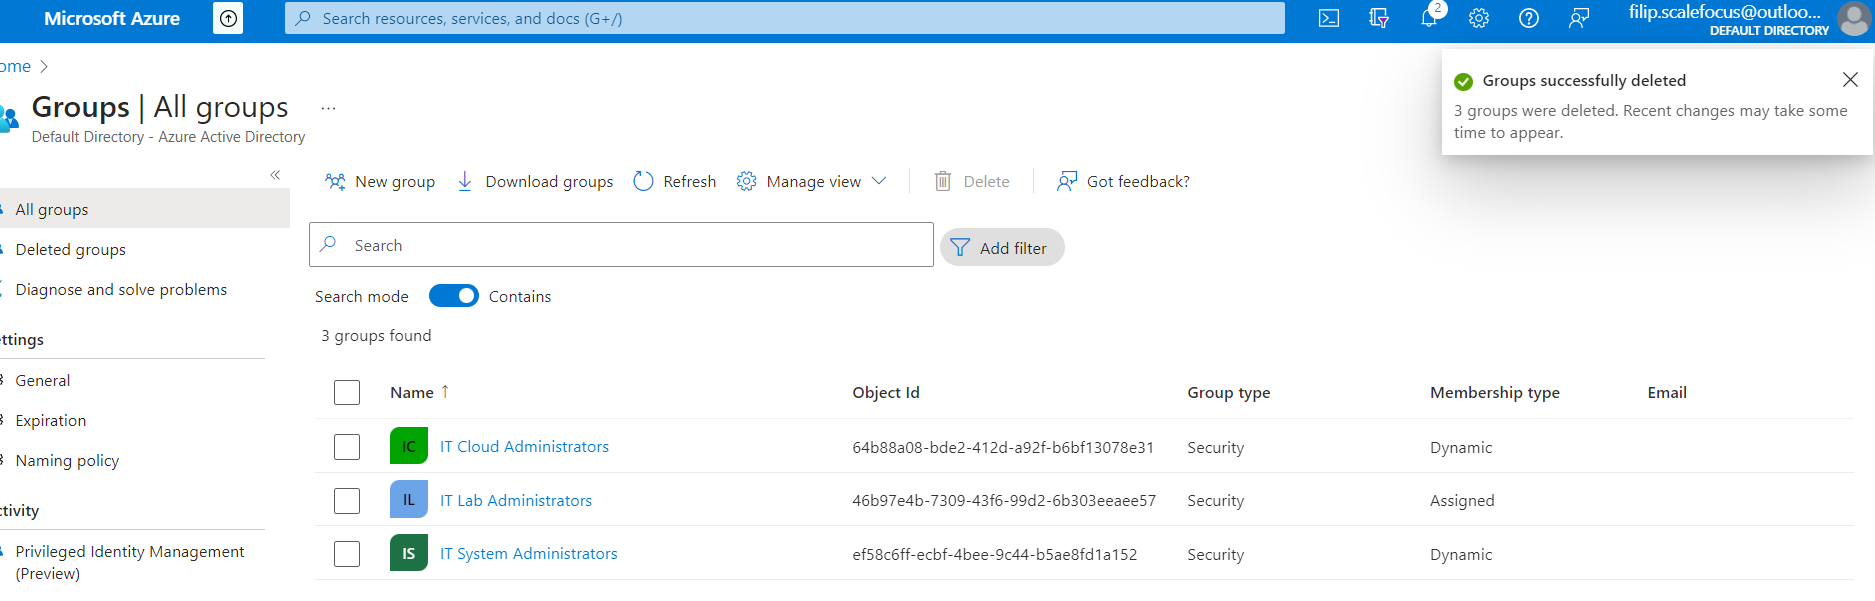 Microsoft Azure
Search resources, services, and docs (G+/)
2
filip.scalefocus@outloo...
DEFAULT DIRECTORY
ome
Groups | All groups
...
Default Directory - Azure Active Directory
Groups successfully deleted
3 groups were deleted. Recent changes may take some
time to appear.
«
New group
Download groups
Refresh
Manage view
Delete
Got feedback?
All groups
Deleted groups
Diagnose and solve problems
ttings
General
Expiration
Naming policy
ctivity
Privileged Identity Management
(Preview)
Search
Add filter
Search mode
Contains
3 groups found
Name ↑ Object Id Group type Membership type Email
IC IT Cloud Administrators 64b88a08-bde2-412d-a92f-b6bf13078e31 Security Dynamic
IL IT Lab Administrators 46b97e4b-7309-43f6-99d2-6b303eeaee57 Security Assigned
IS IT System Administrators ef58c6ff-ecbf-4bee-9c44-b5ae8fd1a152 Security Dynamic